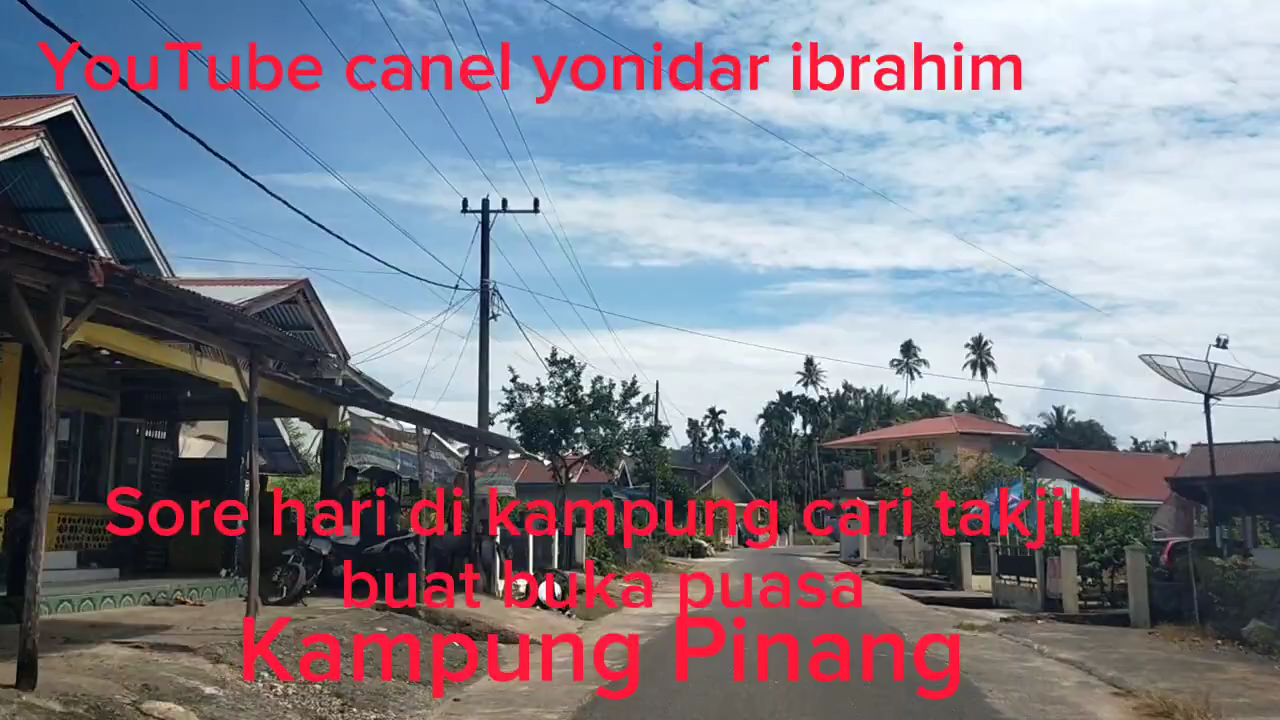 YouTube canel yonidar ibrahim
Sore hari di kampung cari takjil
buat buka puasa
Kampung Pinang